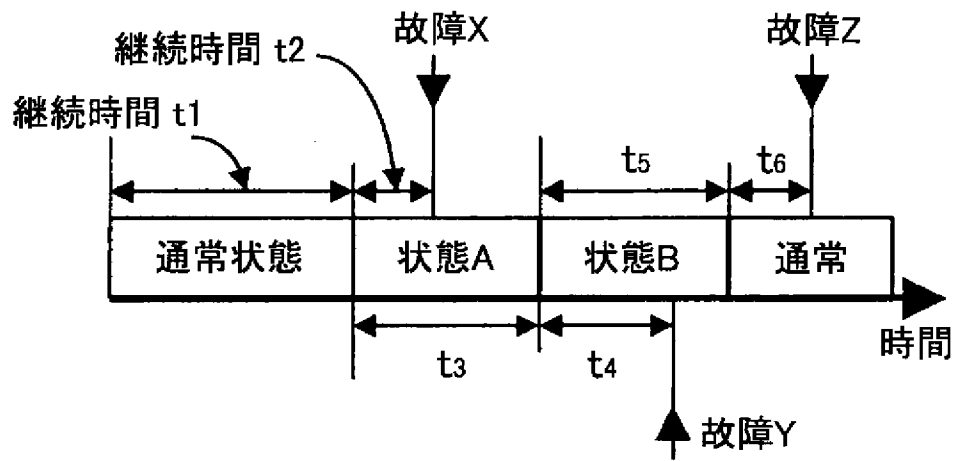 故障X
故障Z
継続時間 t2
継続時間 t1
t5
t6
通常状態
状態A
状態B
通常
時間
t3
t4
故障Y